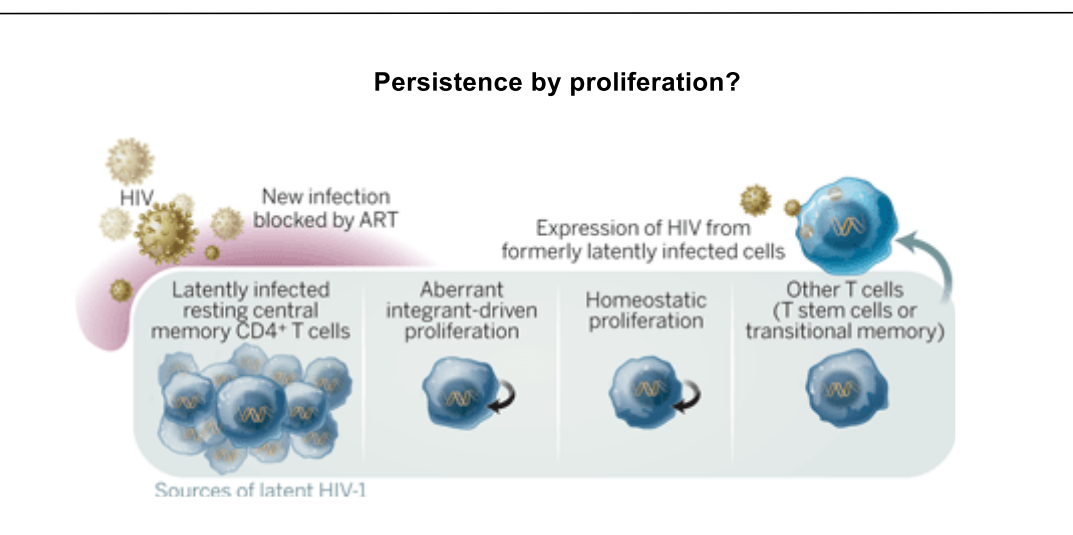 Persistence by proliferation?
HIV
New infection
blocked by ART
Expression of HIV from
formerly latently infected cells
Latently infected
resting central
memory CD4⁺ T cells
Aberrant
integrant-driven
proliferation
Homeostatic
proliferation
Other T cells
(T stem cells or
transitional memory)
Sources of latent HIV-1